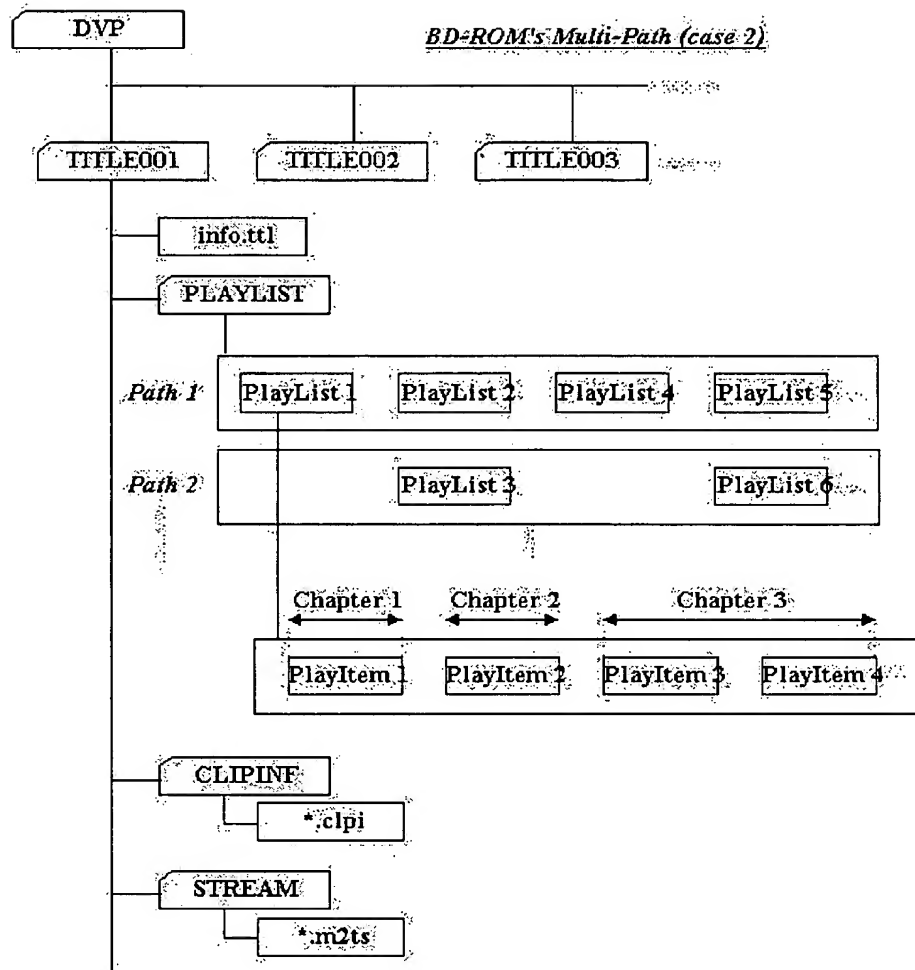 DVP
BD-ROM's Multi-Path (case 2)
TITLE001 TITLE002 TITLE003
info.ttl
PLAYLIST
Path 1 PlayList 1 PlayList 2 PlayList 4 PlayList 5
Path 2 PlayList 3 PlayList 6
Chapter 1 Chapter 2 Chapter 3
PlayItem 1 PlayItem 2 PlayItem 3 PlayItem 4
CLIPINF
*.clpi
STREAM
*.m2ts